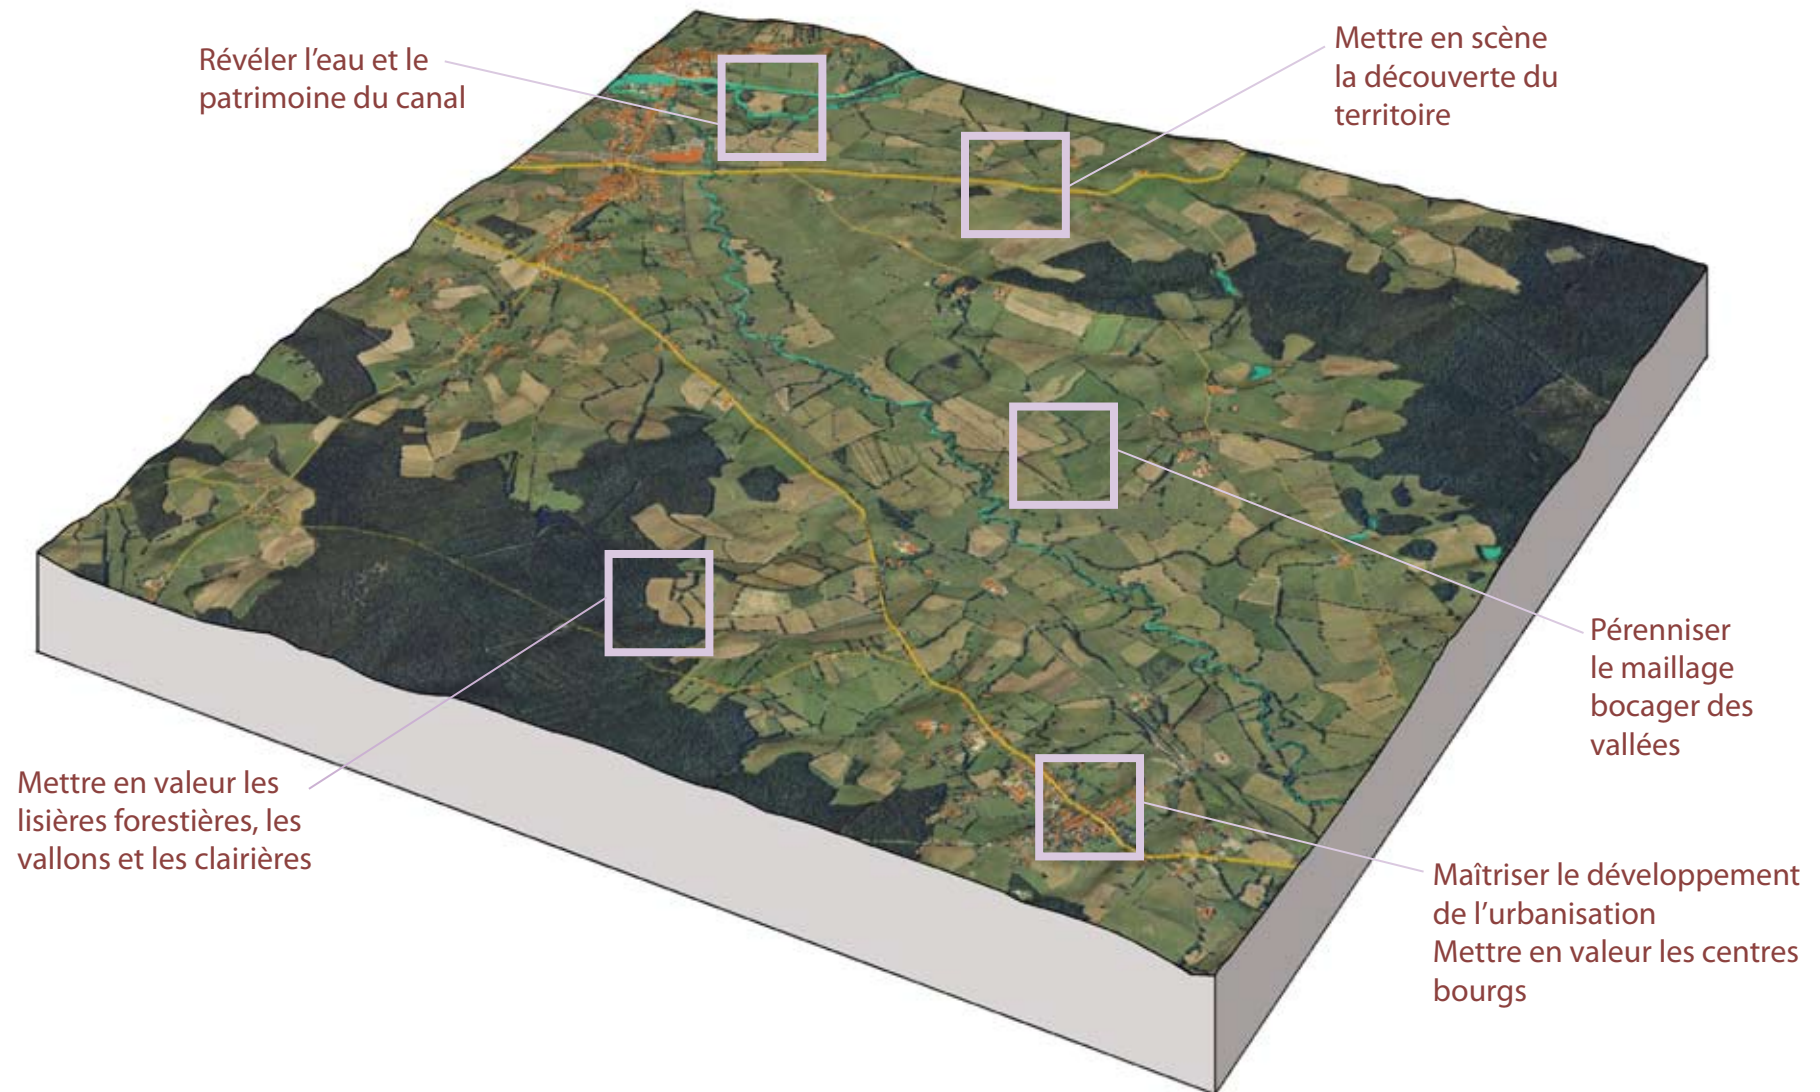 Révéler l’eau et le
patrimoine du canal
Mettre en scène
la découverte du
territoire
Pérenniser
le maillage
bocager des
vallées
Mettre en valeur les
lisières forestières, les
vallons et les clairières
Maîtriser le développement
de l’urbanisation
Mettre en valeur les centres
bourgs